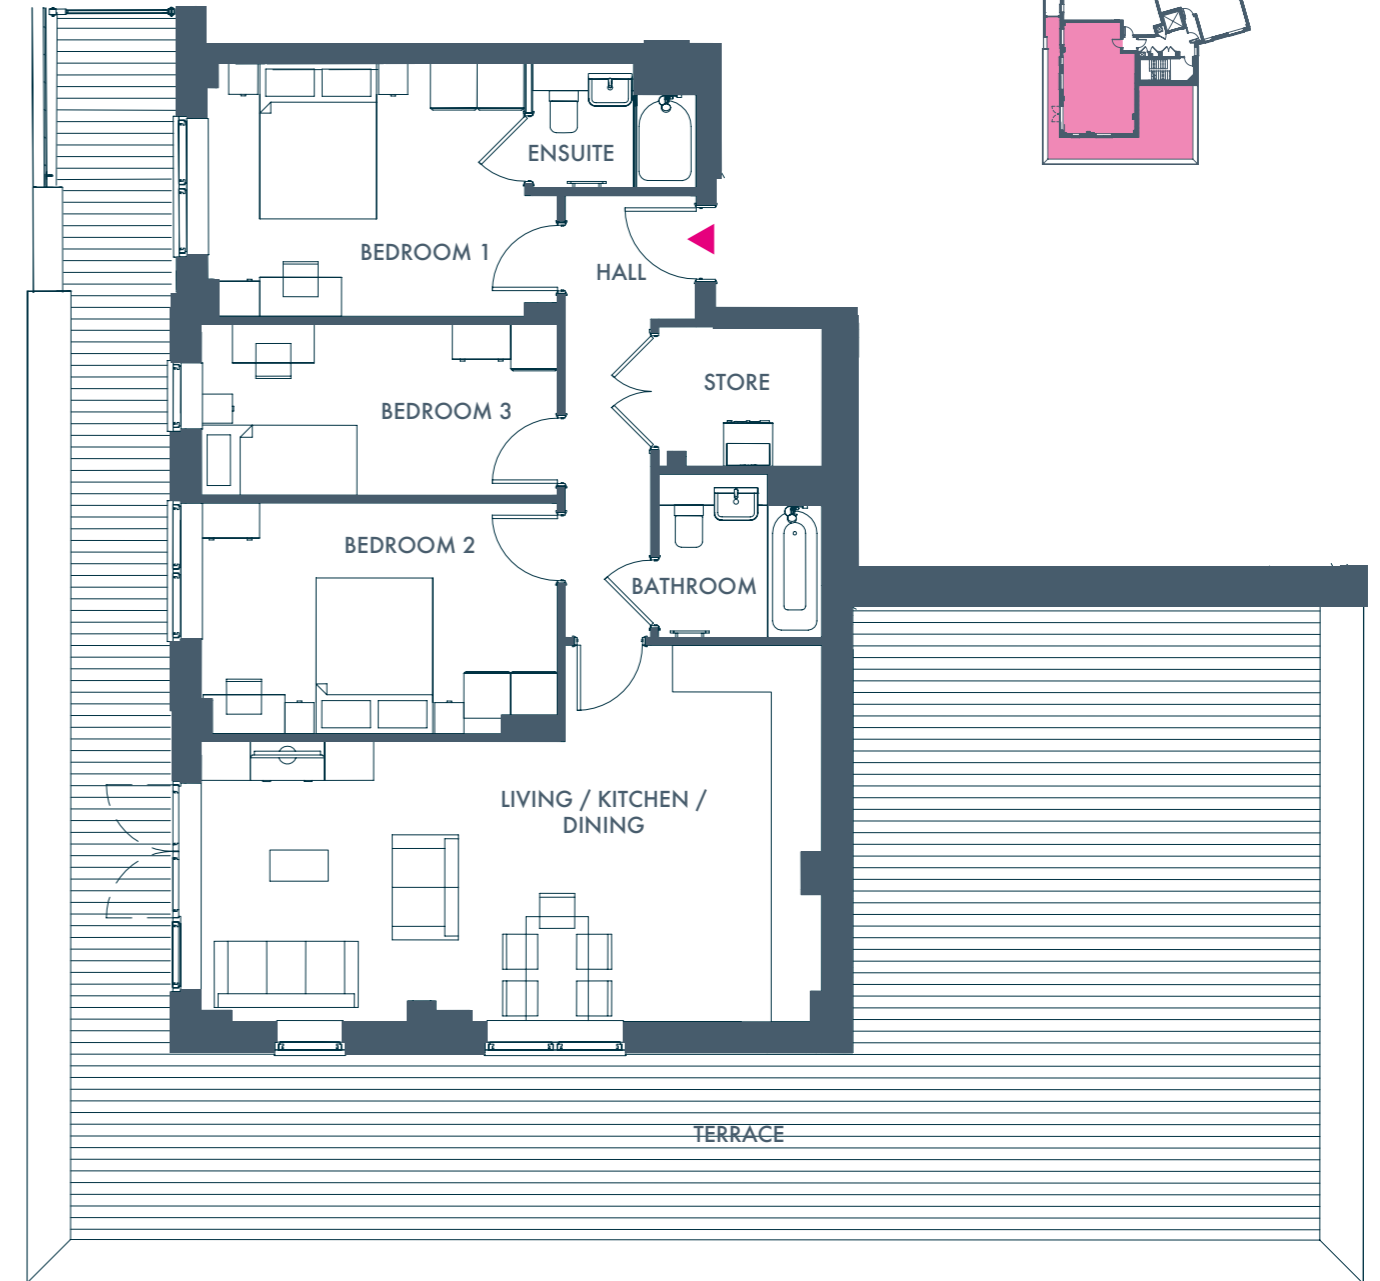 ENSUITE
BEDROOM 1
HALL
STORE
BEDROOM 3
BEDROOM 2
BATHROOM
LIVING / KITCHEN /
DINING
TERRACE